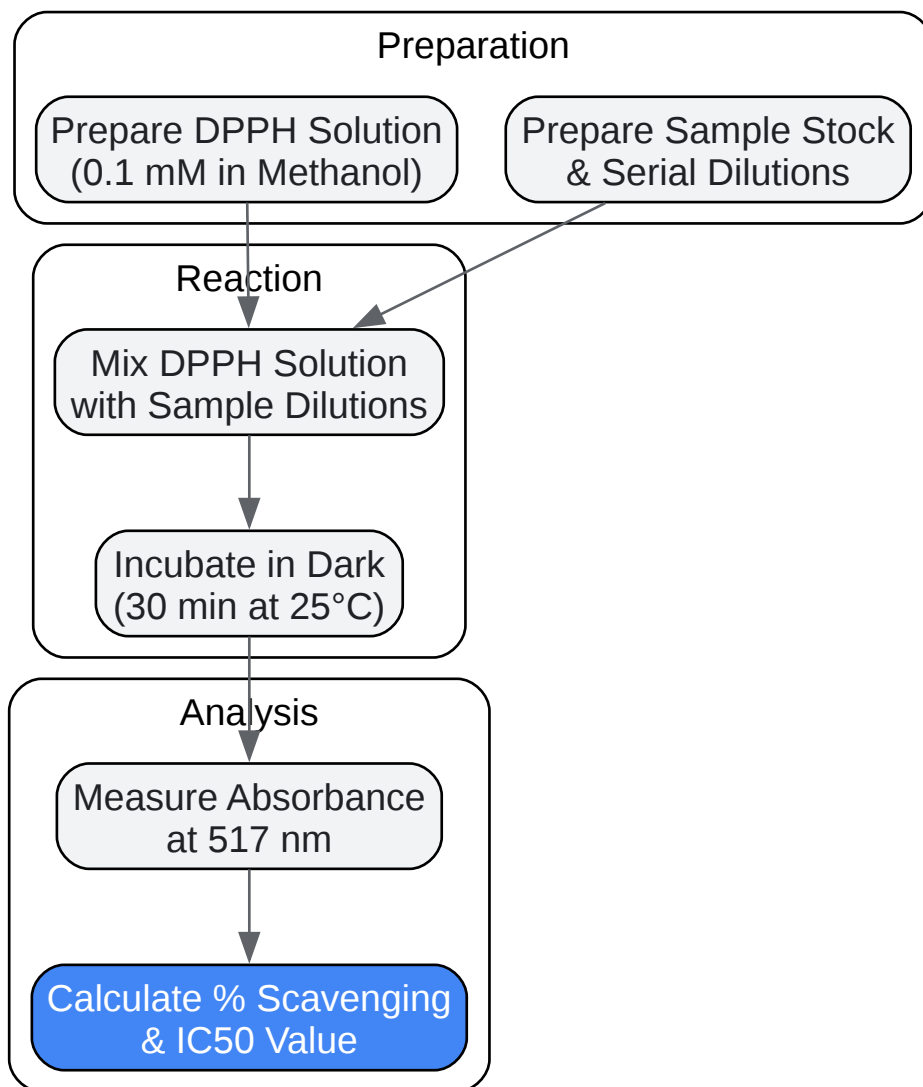 Preparation
Prepare DPPH Solution
(0.1 mM in Methanol)
Prepare Sample Stock
& Serial Dilutions
Reaction
Mix DPPH Solution
with Sample Dilutions
Incubate in Dark
(30 min at 25°C)
Analysis
Measure Absorbance
at 517 nm
Calculate % Scavenging
& IC50 Value